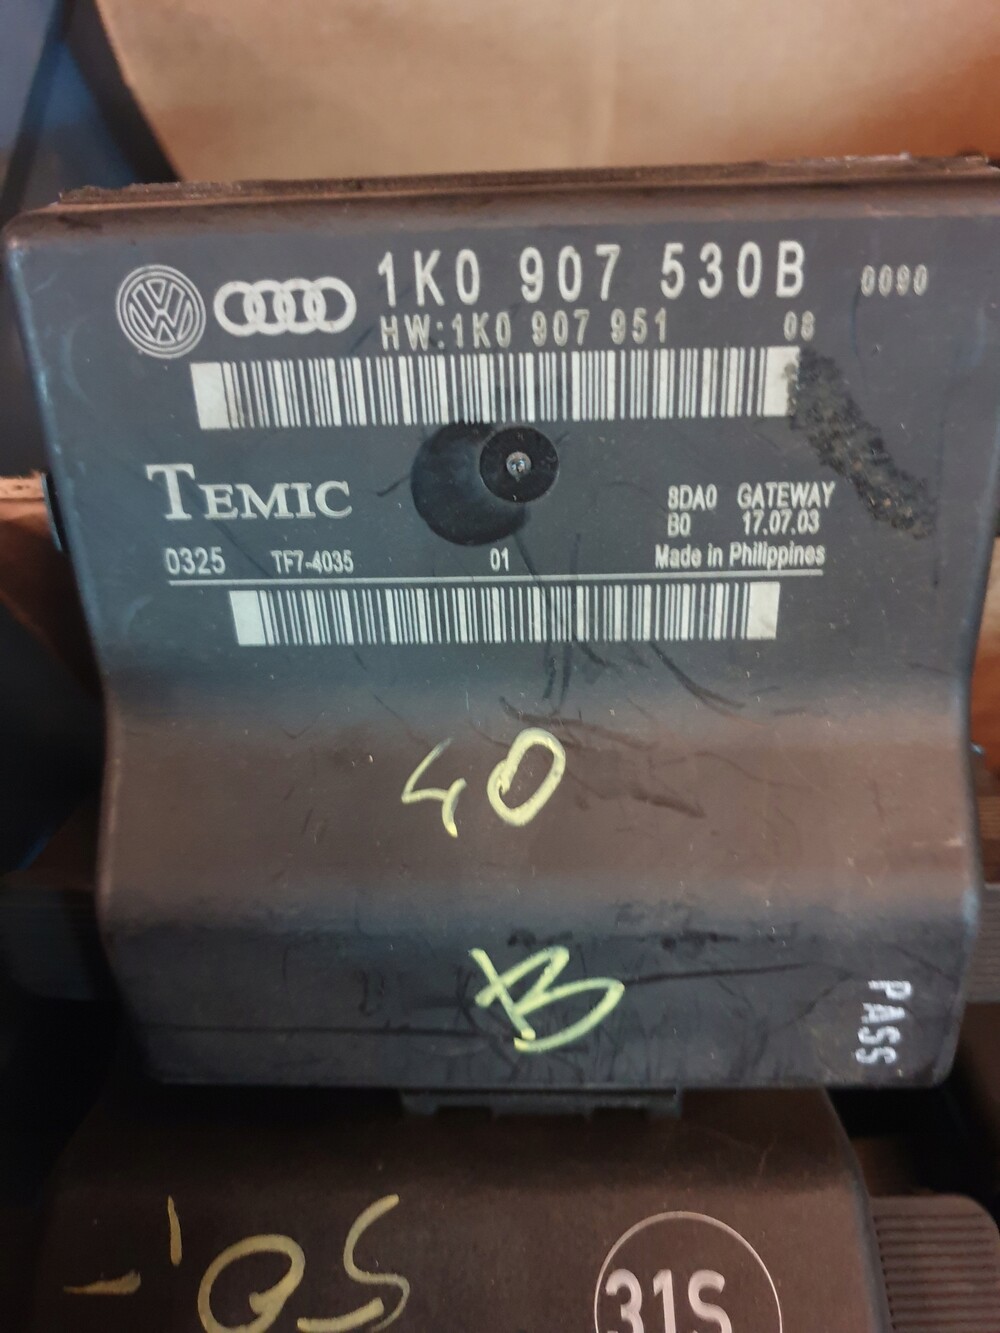 1K0 907 530B 0090
HW:1K0 907 951 08
TEMIC
8DA0 GATEWAY
B0 17.07.03
0325 TF7-4035 01 Made in Philippines
40
B
PASS
31S